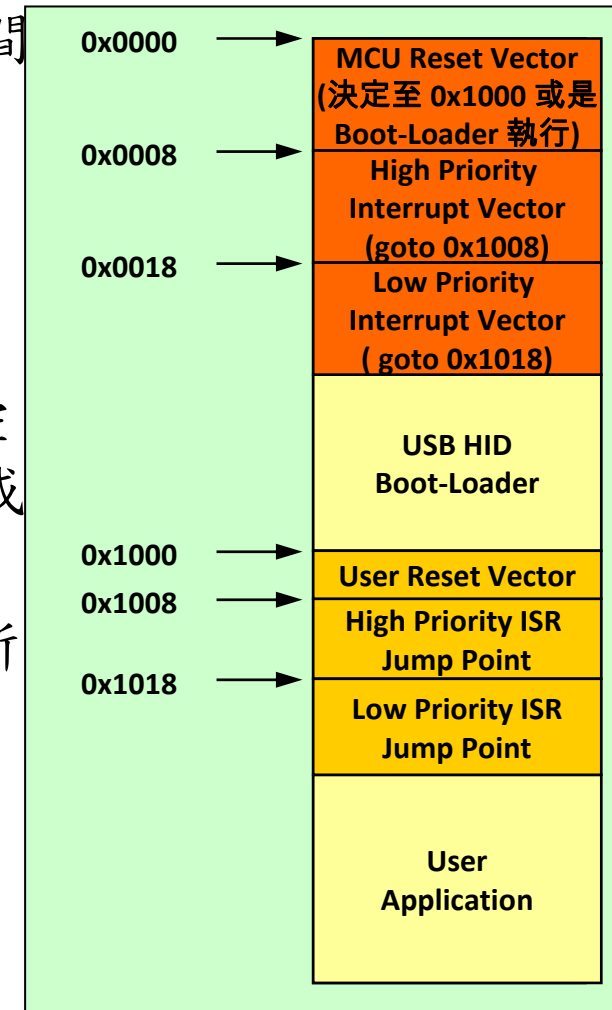 間
0x0000
MCU Reset Vector
(決定至 0x1000 或是
Boot-Loader 執行)
0x0008
High Priority
Interrupt Vector
(goto 0x1008)
0x0018
Low Priority
Interrupt Vector
( goto 0x1018)
USB HID
Boot-Loader
0x1000
User Reset Vector
0x1008
High Priority ISR
Jump Point
0x1018
Low Priority ISR
Jump Point
User
Application